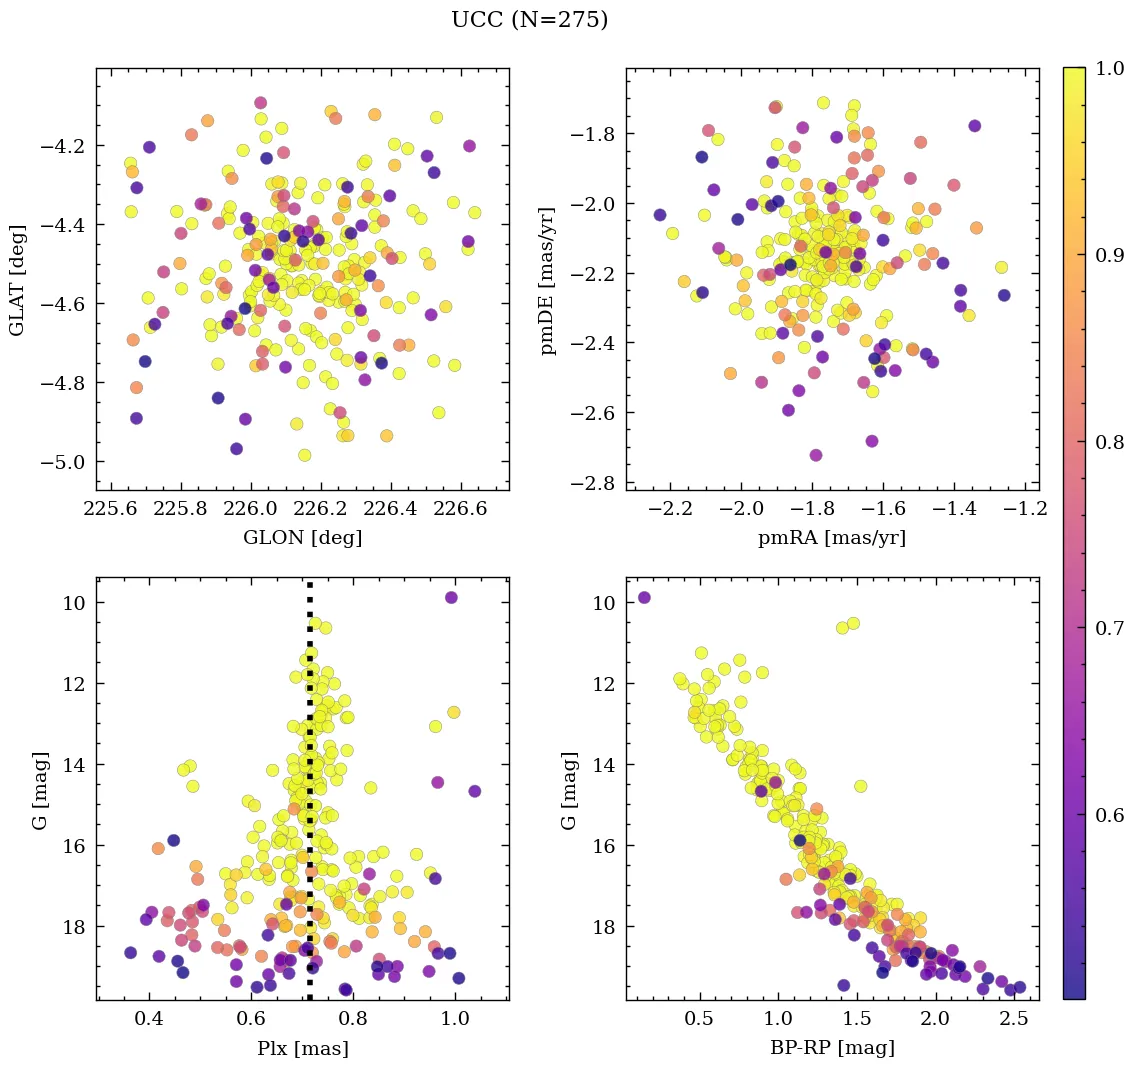 UCC (N=275)
−4.2
−4.4
−4.6
−4.8
−5.0
GLAT [deg]
225.6 225.8 226.0 226.2 226.4 226.6
GLON [deg]
−1.8
−2.0
−2.2
−2.4
−2.6
−2.8
pmDE [mas/yr]
−2.2 −2.0 −1.8 −1.6 −1.4 −1.2
pmRA [mas/yr]
10
12
14
16
18
G [mag]
0.4 0.6 0.8 1.0
Plx [mas]
10
12
14
16
18
G [mag]
0.5 1.0 1.5 2.0 2.5
BP-RP [mag]
1.0
0.9
0.8
0.7
0.6